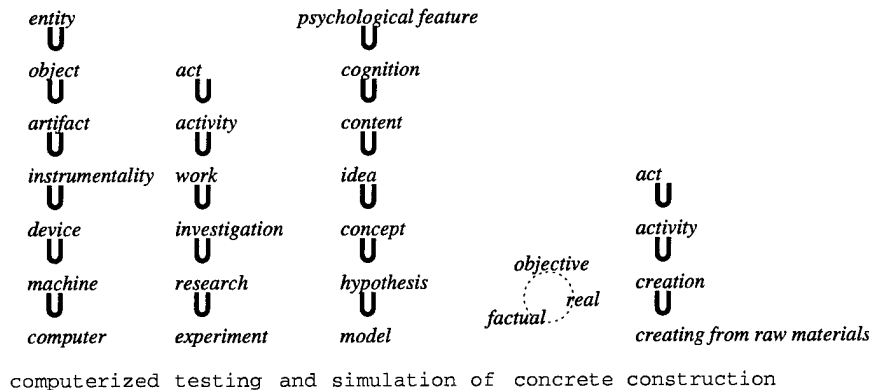 entity psychological feature
object act cognition
artifact activity content
instrumentality work idea act
device investigation concept activity
objective
machine research hypothesis creation
real
factual
computer experiment model creating from raw materials
computerized testing and simulation of concrete construction